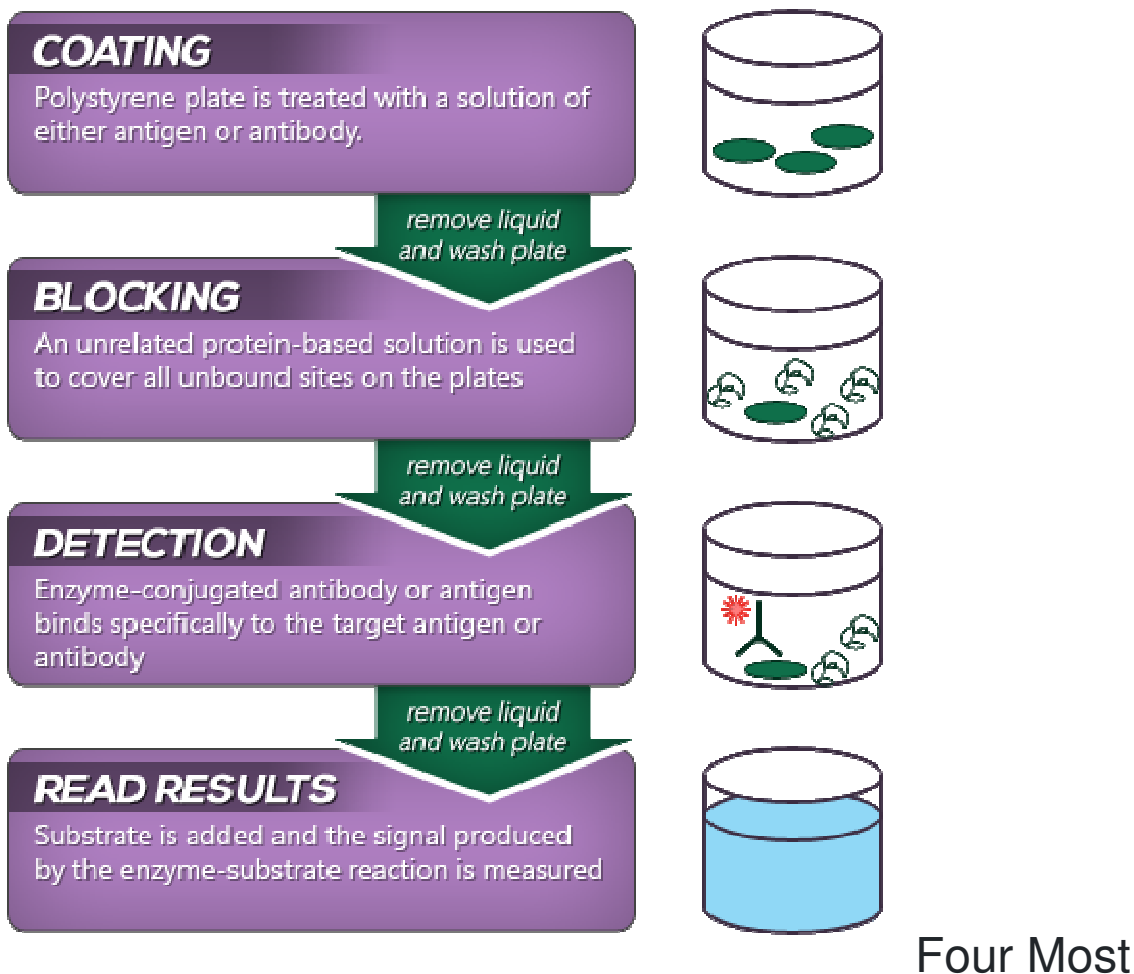 COATING
Polystyrene plate is treated with a solution of
either antigen or antibody.
remove liquid
and wash plate
BLOCKING
An unrelated protein-based solution is used
to cover all unbound sites on the plates
remove liquid
and wash plate
DETECTION
Enzyme-conjugated antibody or antigen
binds specifically to the target antigen or
antibody
remove liquid
and wash plate
READ RESULTS
Substrate is added and the signal produced
by the enzyme-substrate reaction is measured
Four Most